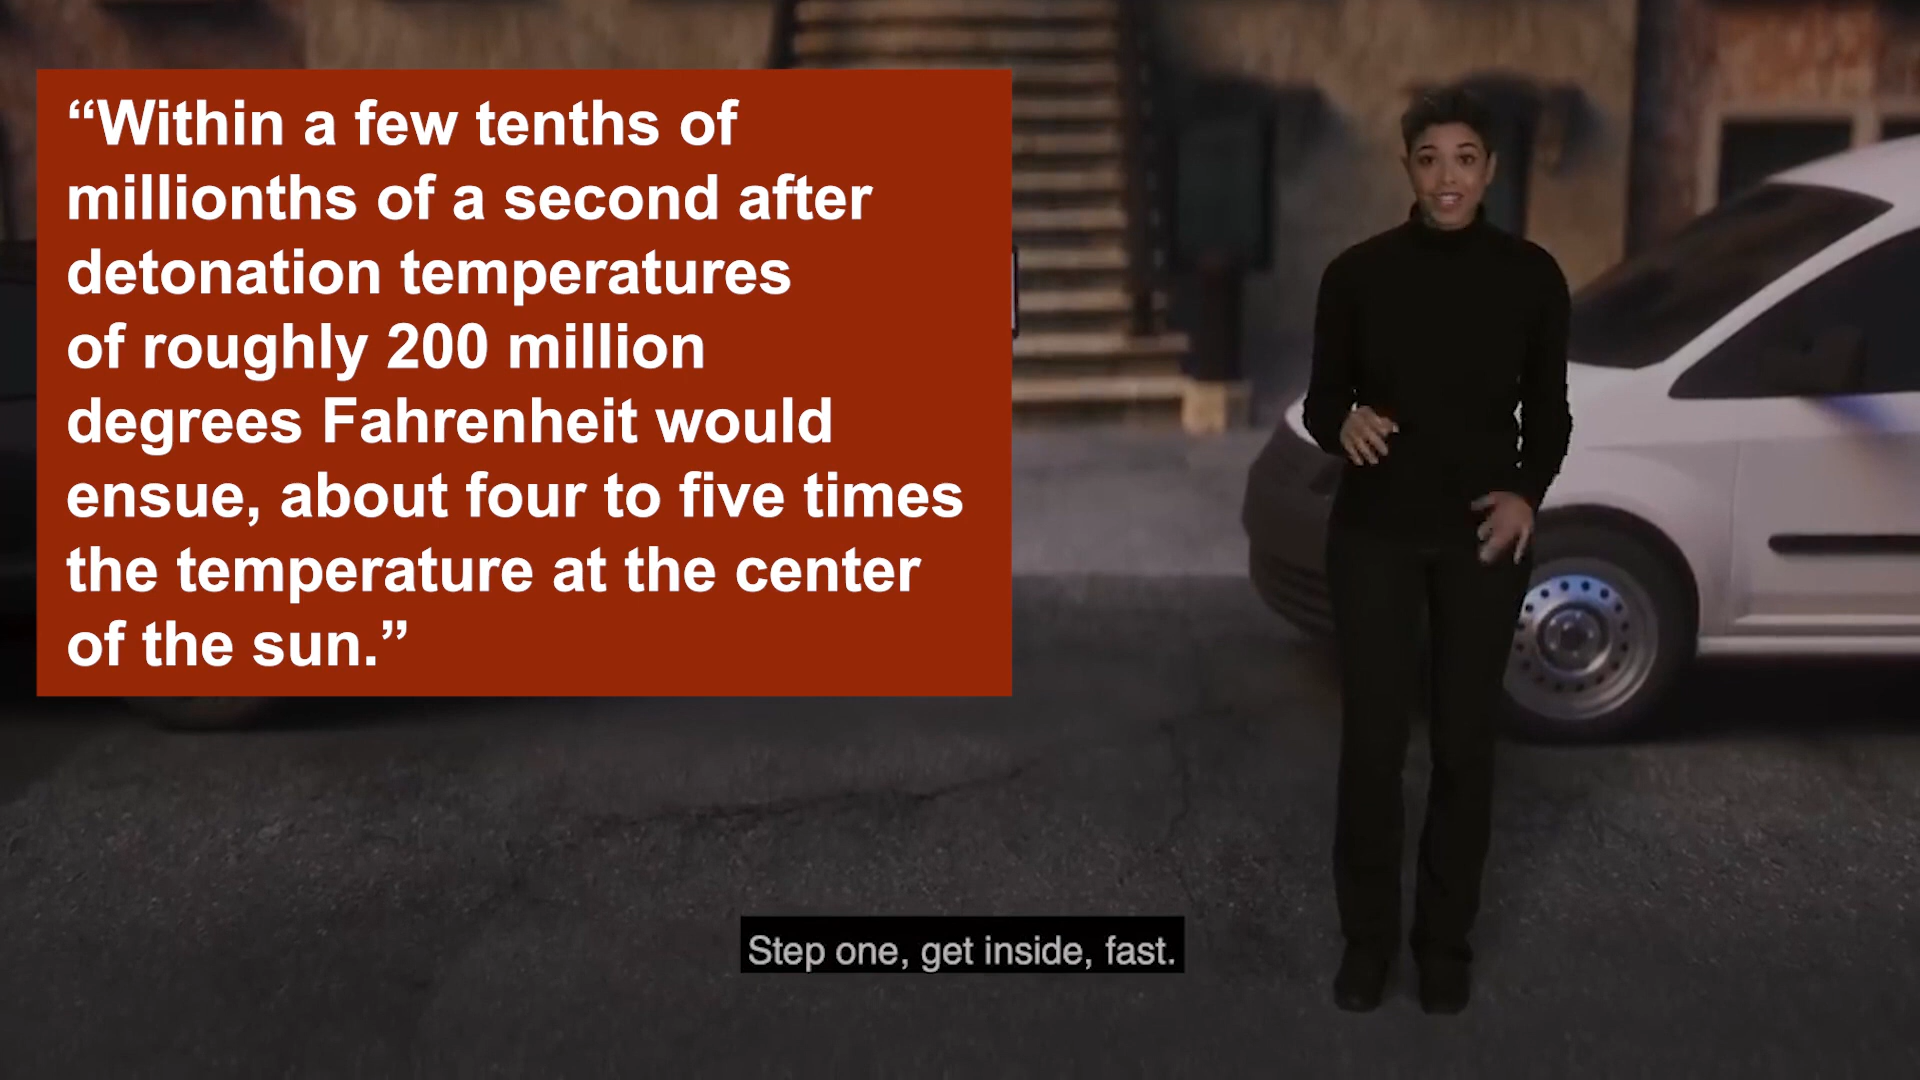 “Within a few tenths of
millionths of a second after
detonation temperatures
of roughly 200 million
degrees Fahrenheit would
ensue, about four to five times
the temperature at the center
of the sun.”
Step one, get inside, fast.